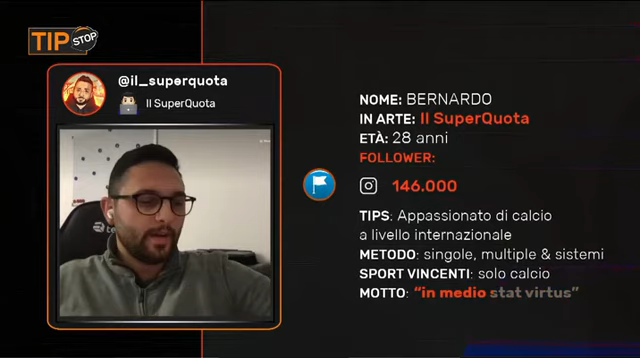 TIP STOP
@il_superquota
Il SuperQuota
NOME: BERNARDO
IN ARTE: Il SuperQuota
ETÀ: 28 anni
FOLLOWER:
146.000
TIPS: Appassionato di calcio
a livello internazionale
METODO: singole, multiple & sistemi
SPORT VINCENTI: solo calcio
MOTTO: “in medio stat virtus”